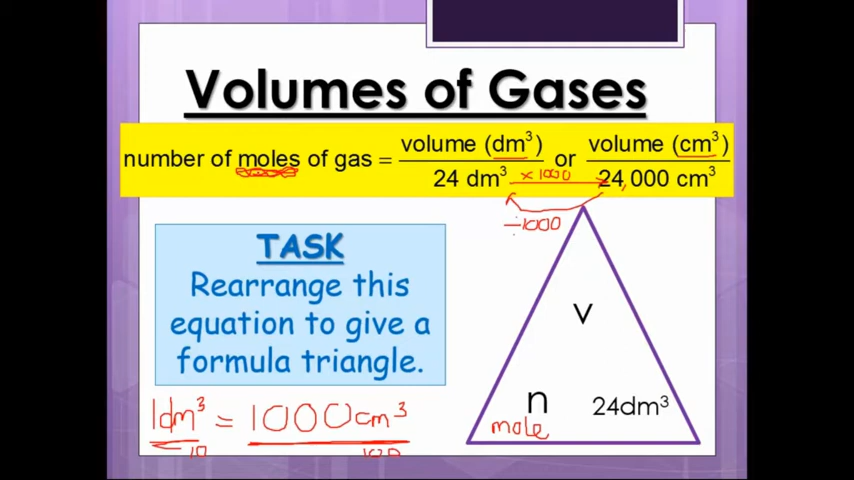 Volumes of Gases
number of moles of gas = volume (dm³) / 24 dm³ or volume (cm³) / 24,000 cm³
× 1000
÷1000
TASK
Rearrange this
equation to give a
formula triangle.
v
n 24dm³
mole
1dm³ = 1000cm³